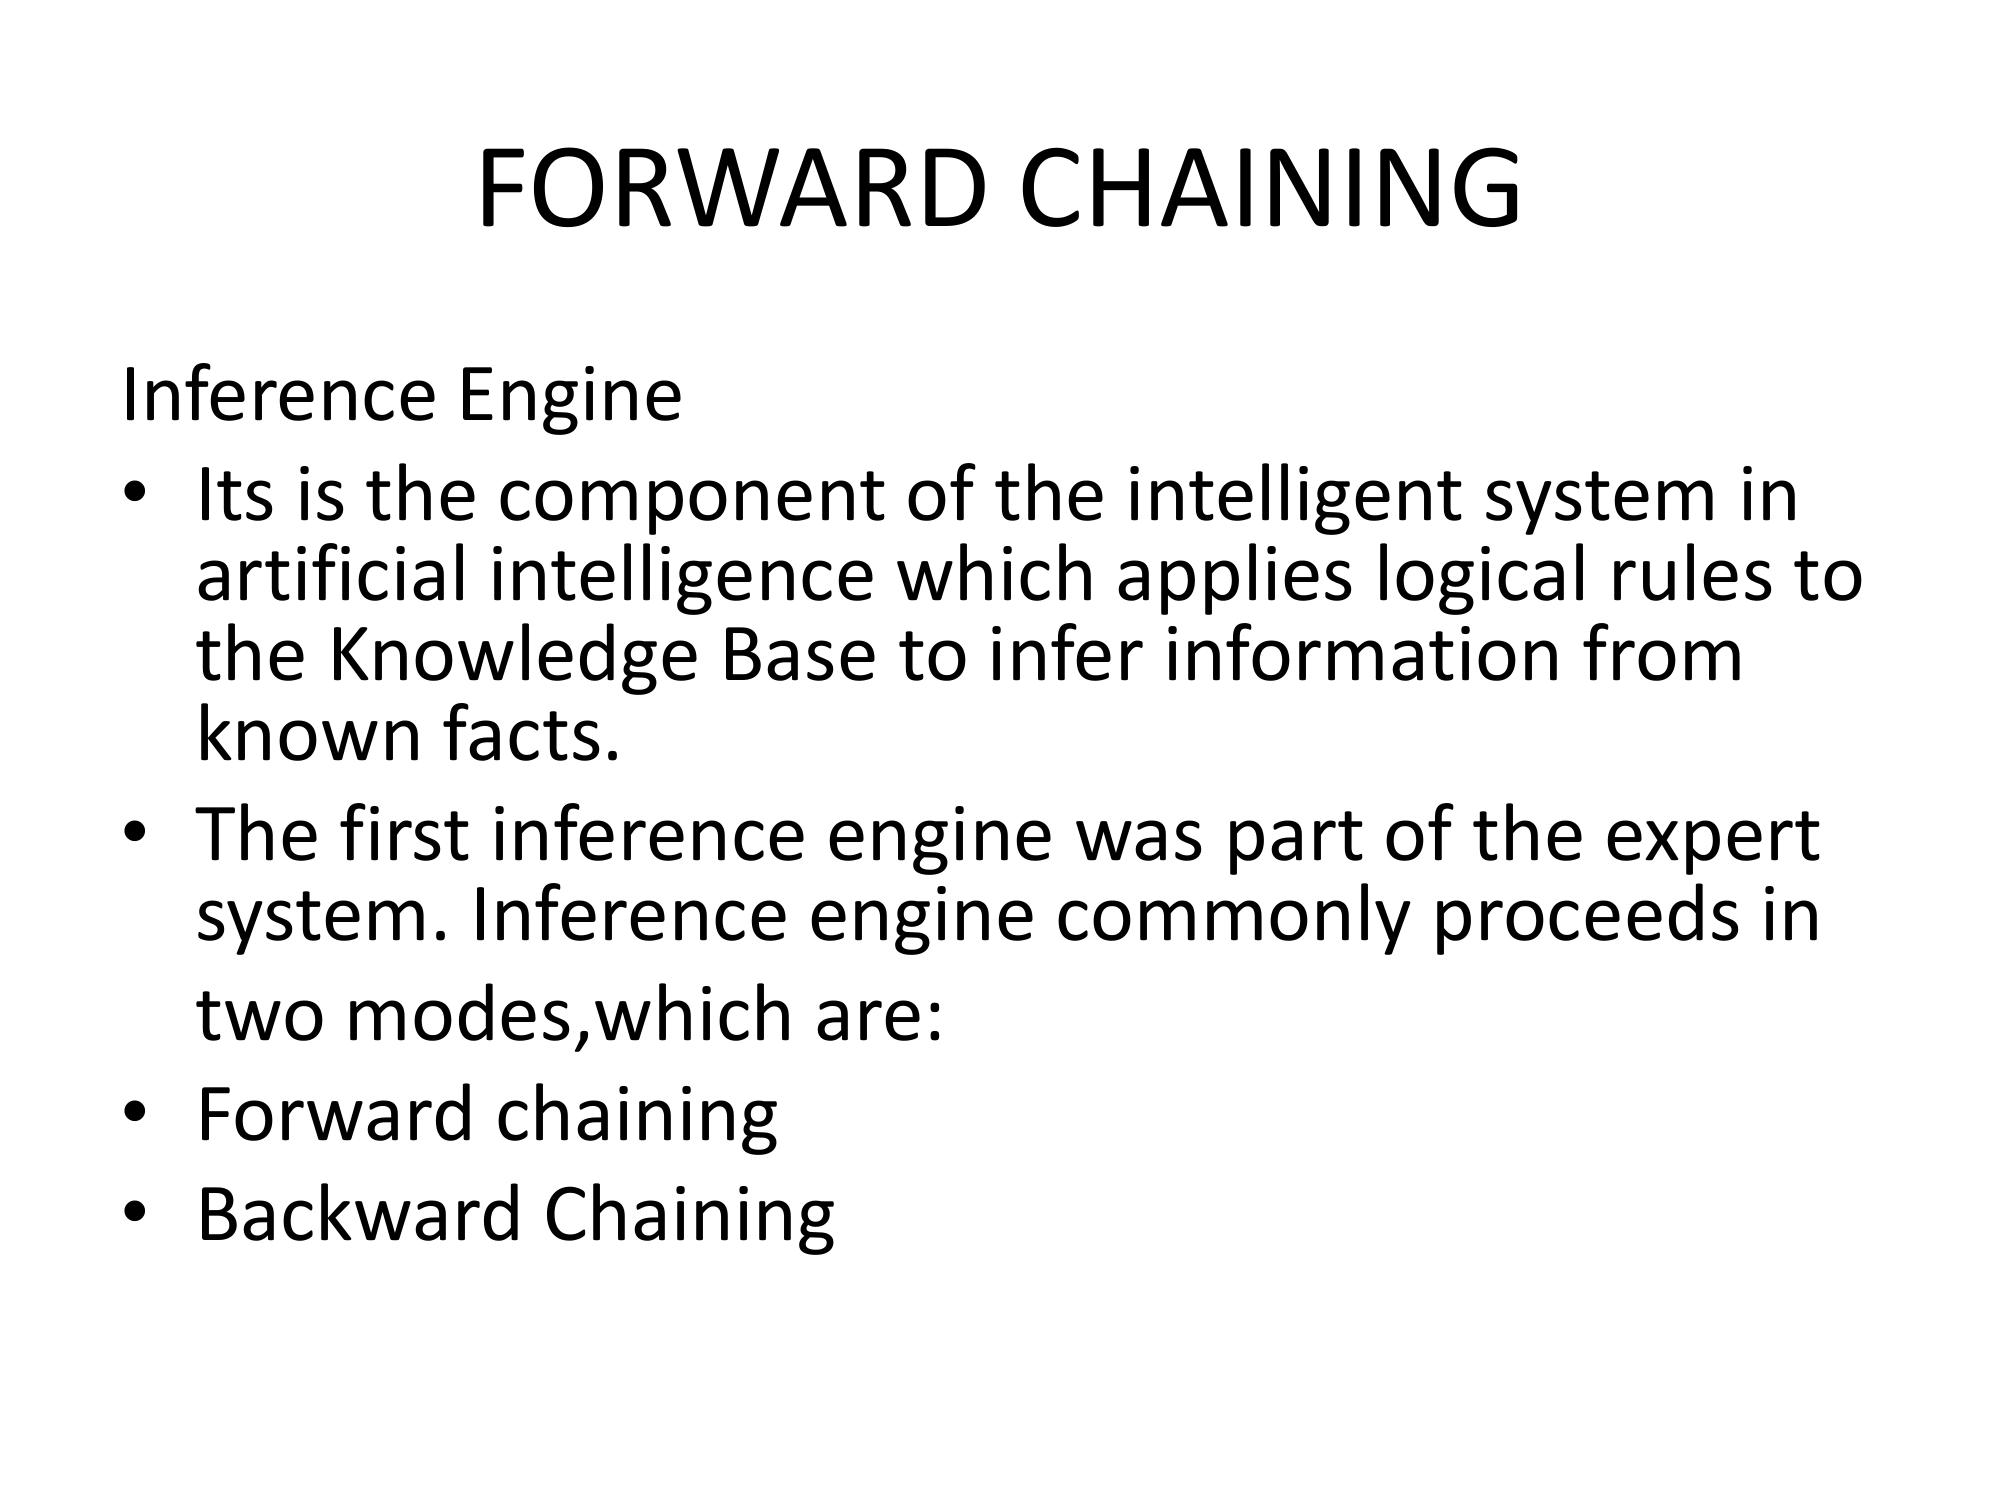 FORWARD CHAINING
Inference Engine
• Its is the component of the intelligent system in
artificial intelligence which applies logical rules to
the Knowledge Base to infer information from
known facts.
• The first inference engine was part of the expert
system. Inference engine commonly proceeds in
two modes,which are:
• Forward chaining
• Backward Chaining